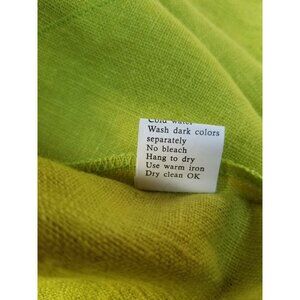 Cold water
Wash dark colors
separately
No bleach
Hang to dry
Use warm iron
Dry clean OK